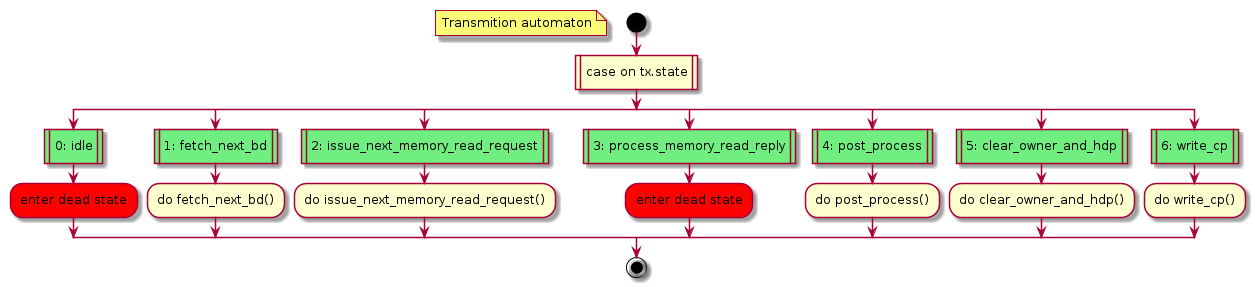 Transmition automaton
case on tx.state
0: idle
1: fetch_next_bd
2: issue_next_memory_read_request
3: process_memory_read_reply
4: post_process
5: clear_owner_and_hdp
6: write_cp
enter dead state
do fetch_next_bd()
do issue_next_memory_read_request()
enter dead state
do post_process()
do clear_owner_and_hdp()
do write_cp()